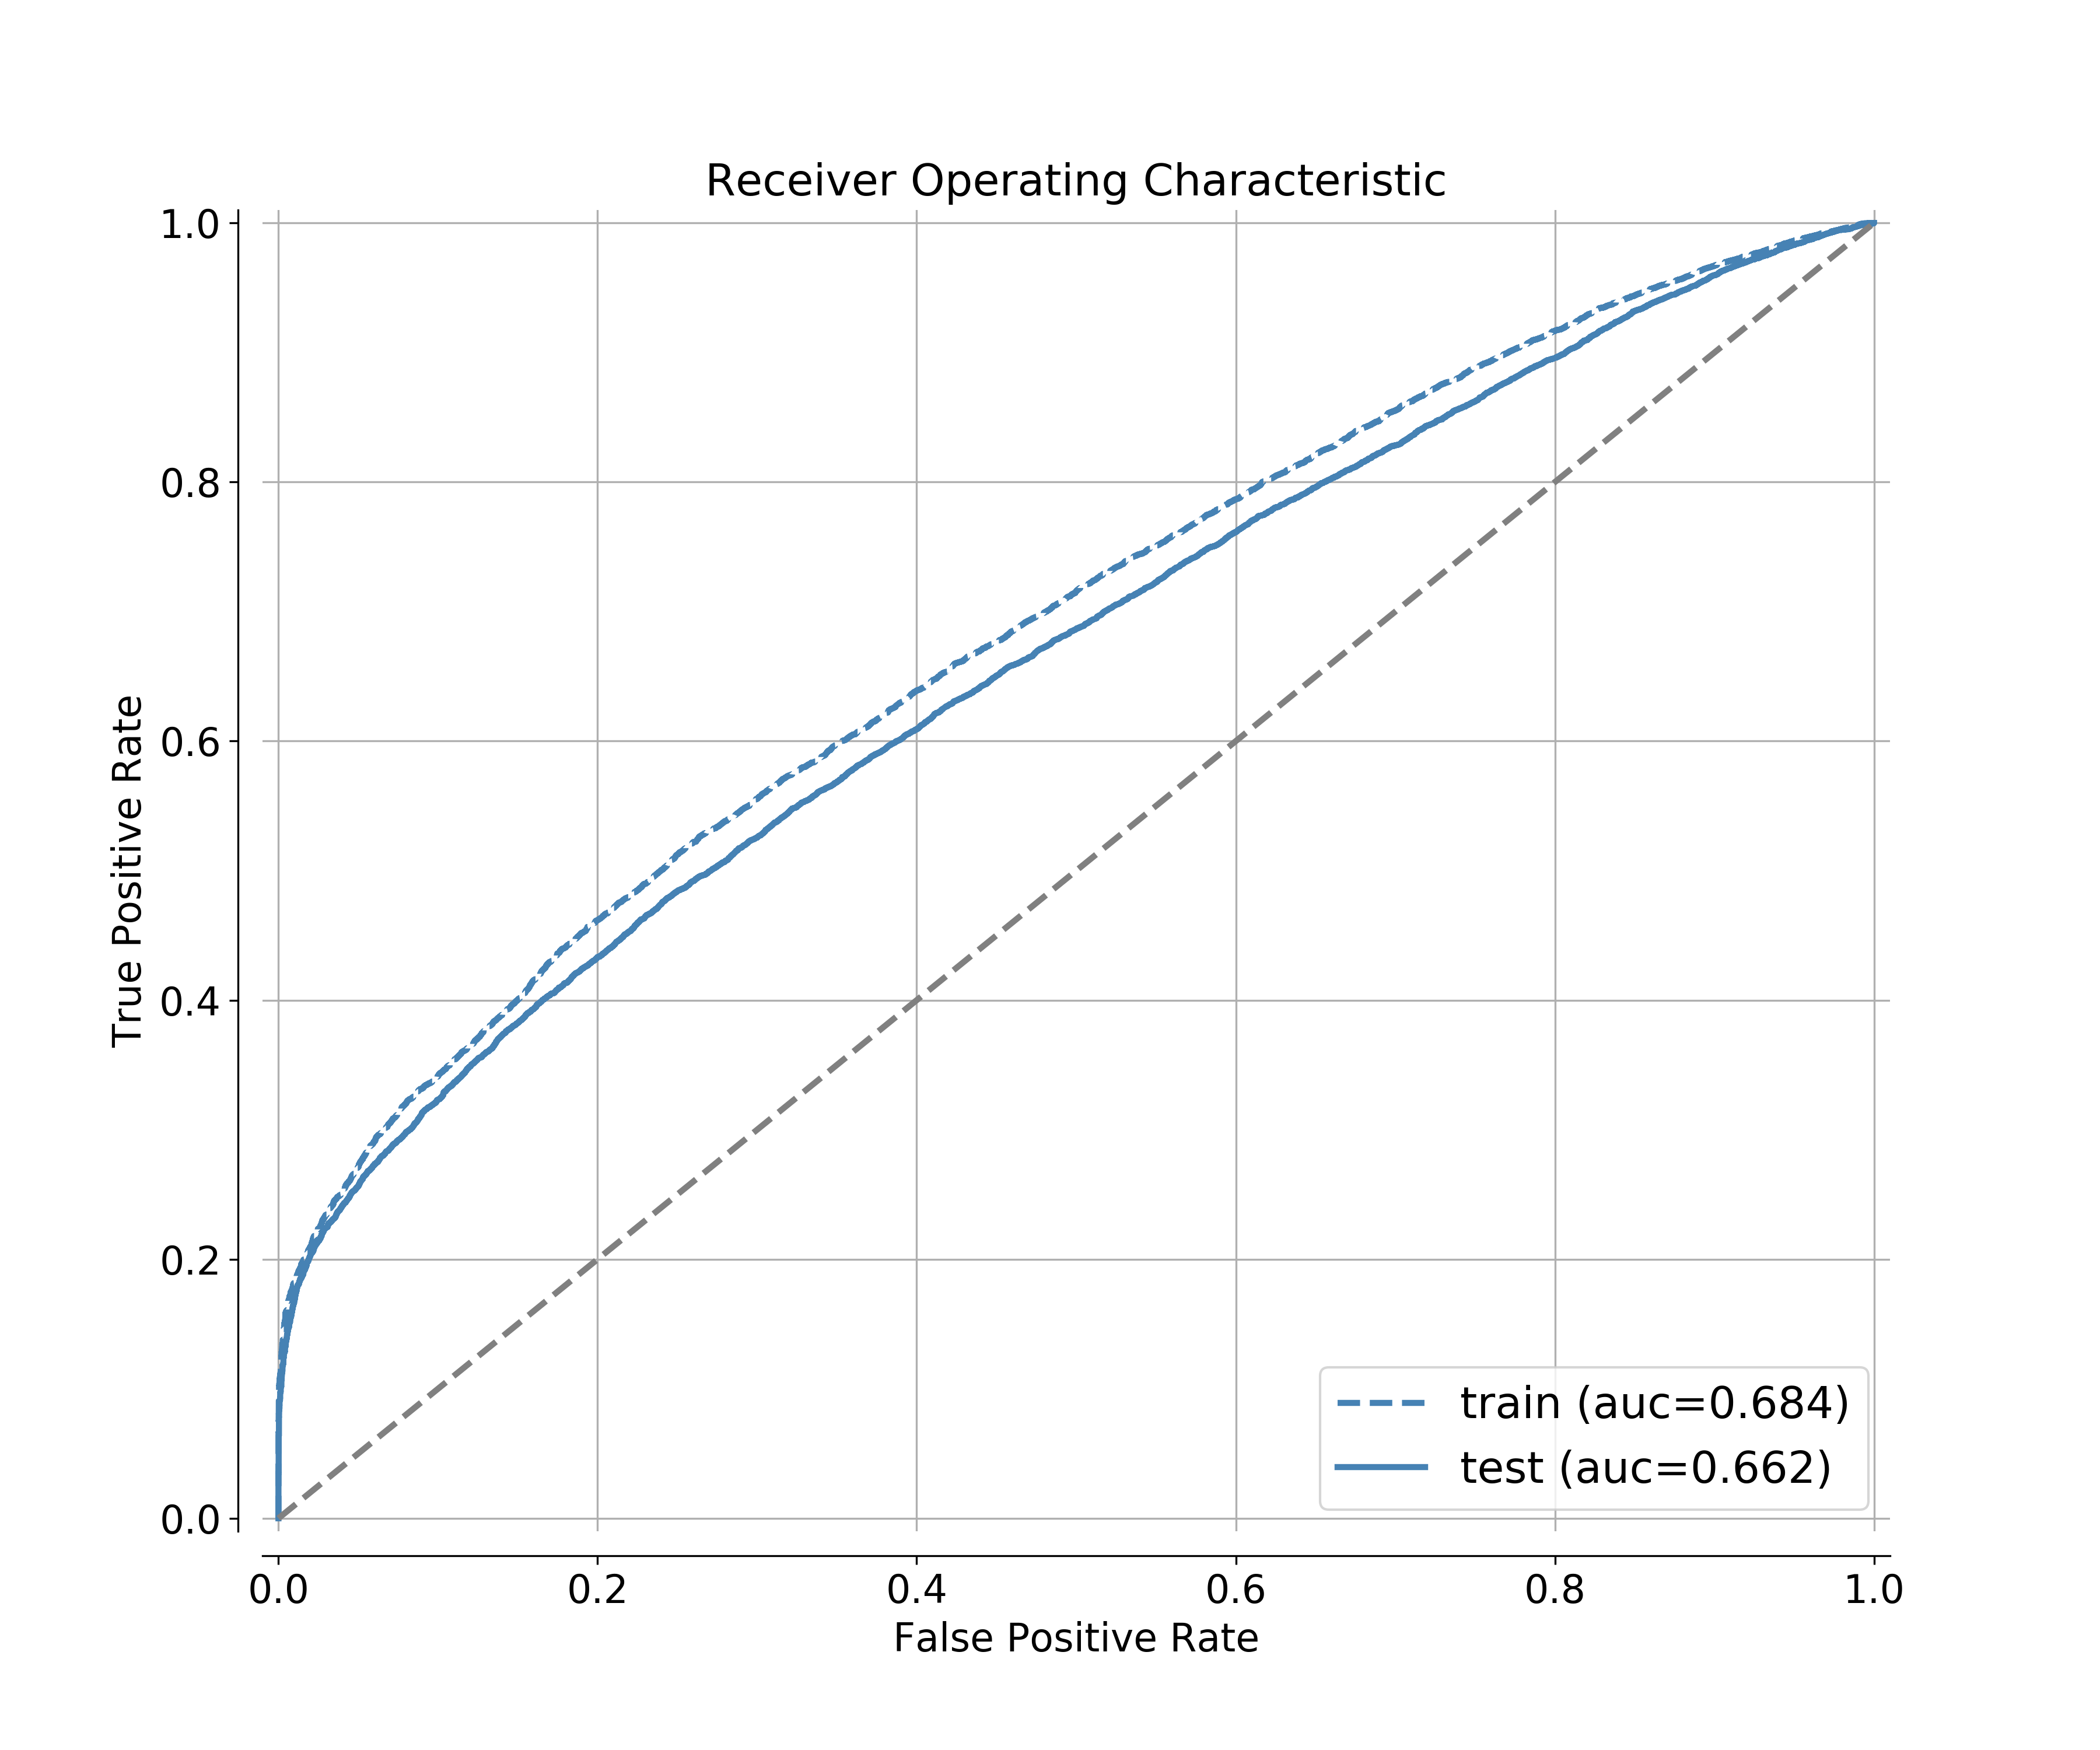 Receiver Operating Characteristic
1.0
0.8
0.6
0.4
0.2
0.0
True Positive Rate
train (auc=0.684)
test (auc=0.662)
0.0 0.2 0.4 0.6 0.8 1.0
False Positive Rate